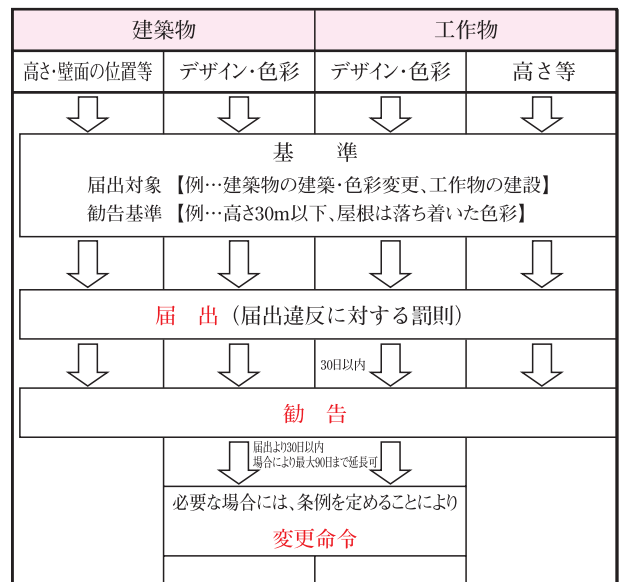 建築物
工作物
高さ・壁面の位置等
デザイン・色彩
デザイン・色彩
高さ等
基　準
届出対象 【例…建築物の建築・色彩変更、工作物の建設】
勧告基準 【例…高さ30m以下、屋根は落ち着いた色彩】
届　出（届出違反に対する罰則）
30日以内
勧　告
届出より30日以内
場合により最大90日まで延長可
必要な場合には、条例を定めることにより
変更命令